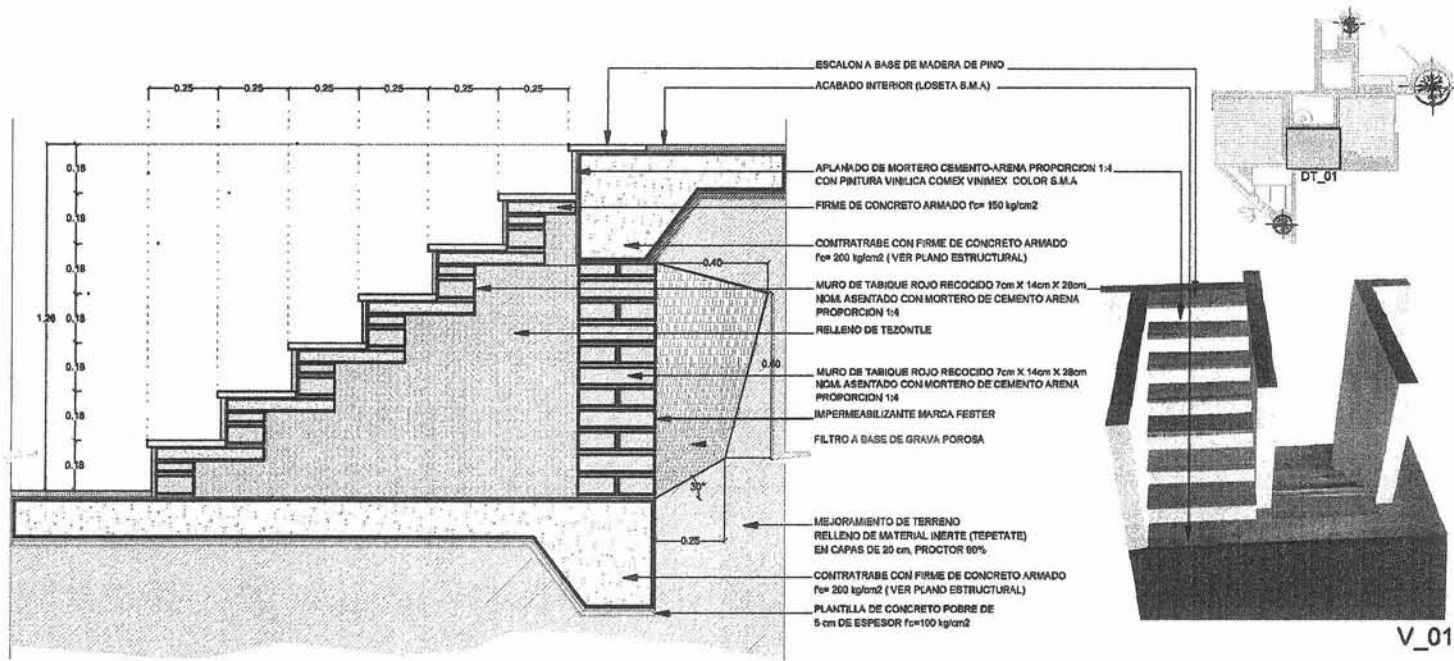 ESCALON A BASE DE MADERA DE PINO
ACABADO INTERIOR (LOSETA S.M.A)
APLANADO DE MORTERO CEMENTO-ARENA PROPORCION 1:4
CON PINTURA VINILICA COMEX VINIMEX COLOR S.M.A
FIRME DE CONCRETO ARMADO f'c= 150 kg/cm2
CONTRATRABE CON FIRME DE CONCRETO ARMADO
f'c= 200 kg/cm2 ( VER PLANO ESTRUCTURAL)
MURO DE TABIQUE ROJO RECOCIDO 7cm X 14cm X 28cm
NOM. ASENTADO CON MORTERO DE CEMENTO ARENA
PROPORCION 1:4
RELLENO DE TEZONTLE
MURO DE TABIQUE ROJO RECOCIDO 7cm X 14cm X 28cm
NOM. ASENTADO CON MORTERO DE CEMENTO ARENA
PROPORCION 1:4
IMPERMEABILIZANTE MARCA FESTER
FILTRO A BASE DE GRAVA POROSA
MEJORAMIENTO DE TERRENO
RELLENO DE MATERIAL INERTE (TEPETATE)
EN CAPAS DE 20 cm, PROCTOR 90%
CONTRATRABE CON FIRME DE CONCRETO ARMADO
f'c= 200 kg/cm2 ( VER PLANO ESTRUCTURAL)
PLANTILLA DE CONCRETO POBRE DE
5 cm DE ESPESOR f'c=100 kg/cm2
0.25 0.25 0.25 0.25 0.25 0.25
0.18
0.18
0.18
0.18
0.18
0.18
0.18
1.26
0.40
0.60
30°
0.25
DT_01
V_01